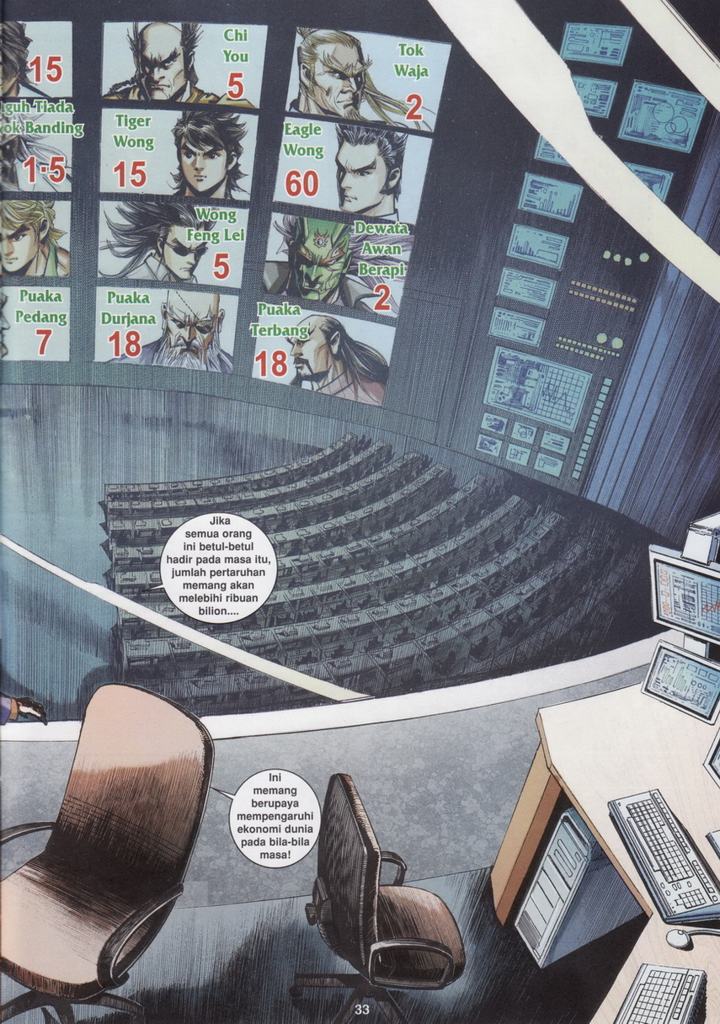 15
Chi
You
5
Tok
Waja
2
Tiada
Banding
1·5
Tiger
Wong
15
Eagle
Wong
60
Wong
Feng Lei
5
Dewata
Awan
Berapi
2
Puaka
Pedang
7
Puaka
Durjana
18
Puaka
Terbang
18
Jika
semua orang
ini betul-betul
hadir pada masa itu,
jumlah pertaruhan
memang akan
melebihi ribuan
bilion....
Ini
memang
berupaya
mempengaruhi
ekonomi dunia
pada bila-bila
masa!
33